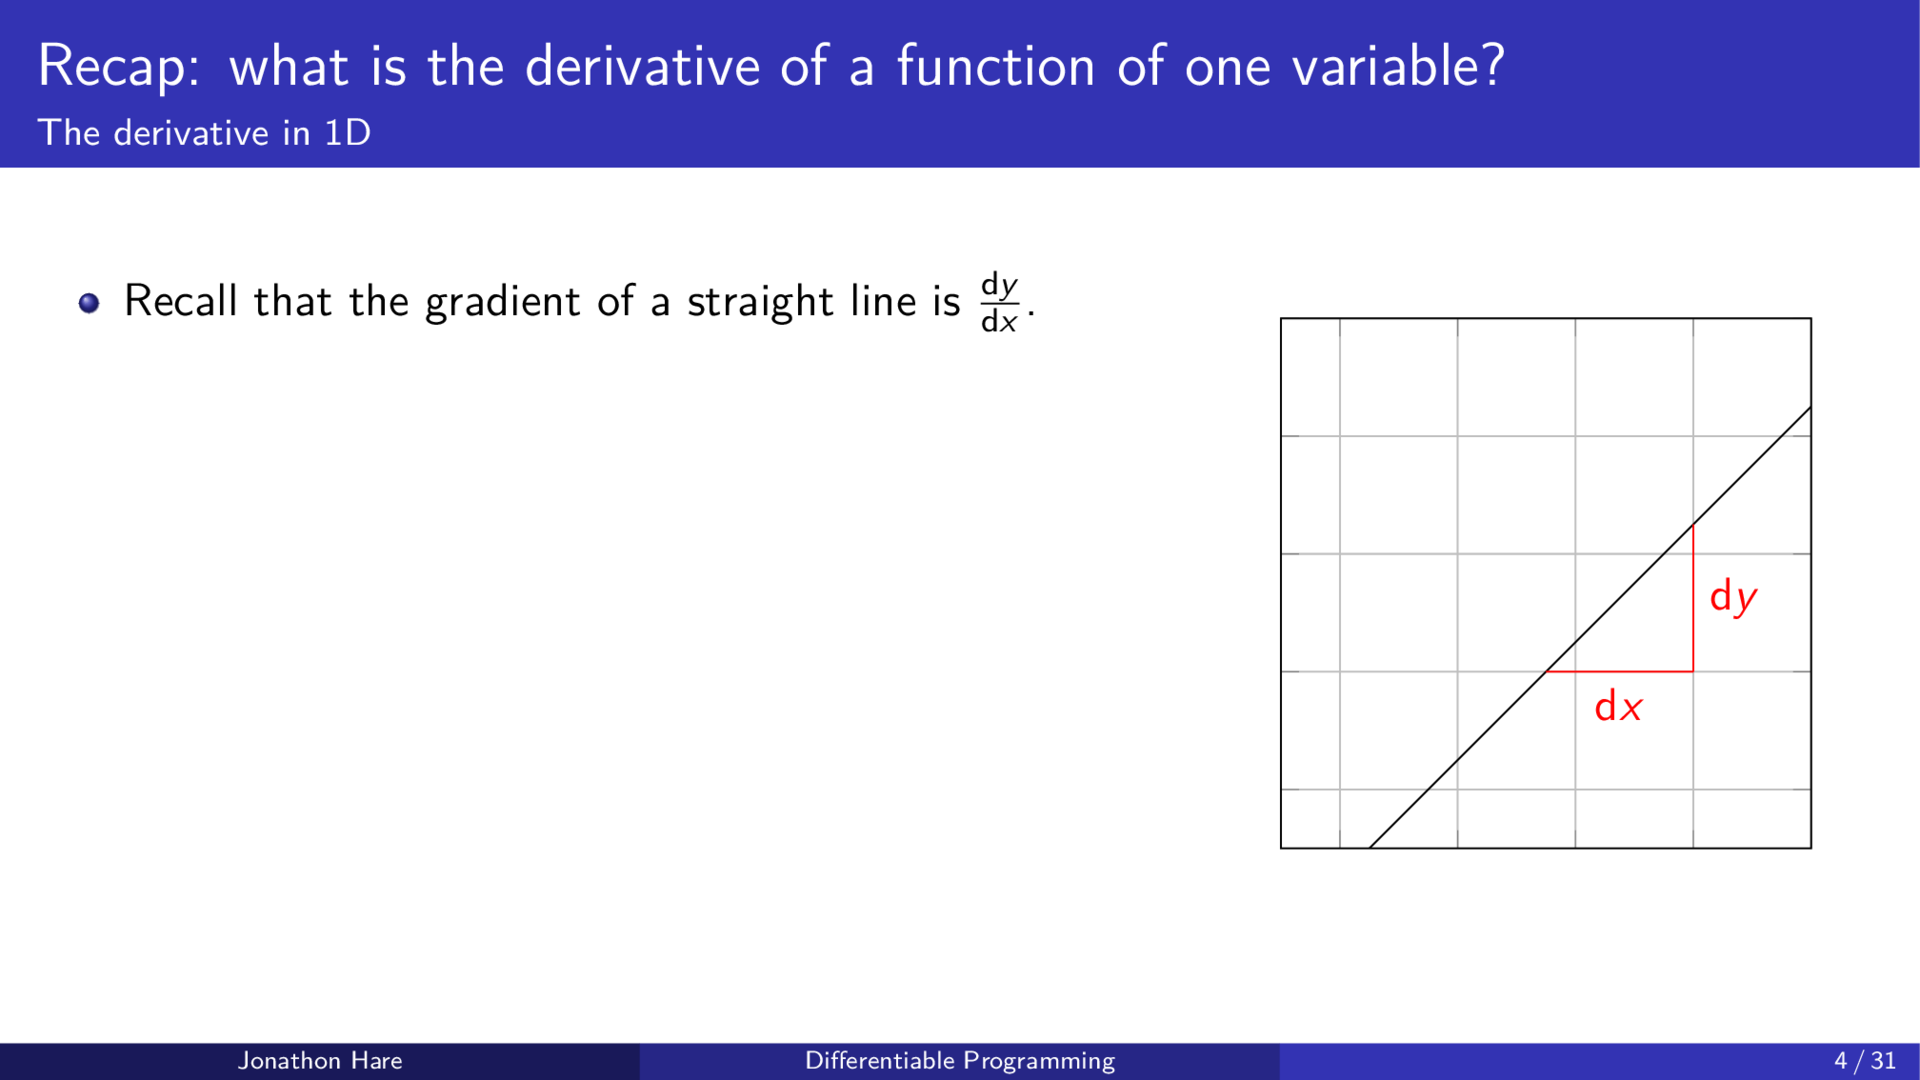 Recap: what is the derivative of a function of one variable?
The derivative in 1D
Recall that the gradient of a straight line is dy/dx.
dy
dx
Jonathon Hare
Differentiable Programming
4 / 31